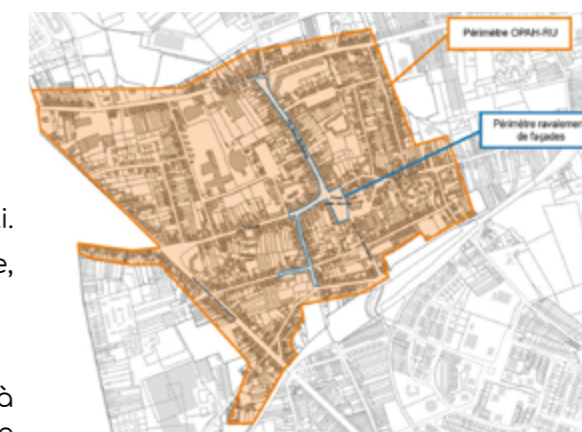 Périmètre OPAH-RU
Périmètre ravalement
de façades
i.
e,
à